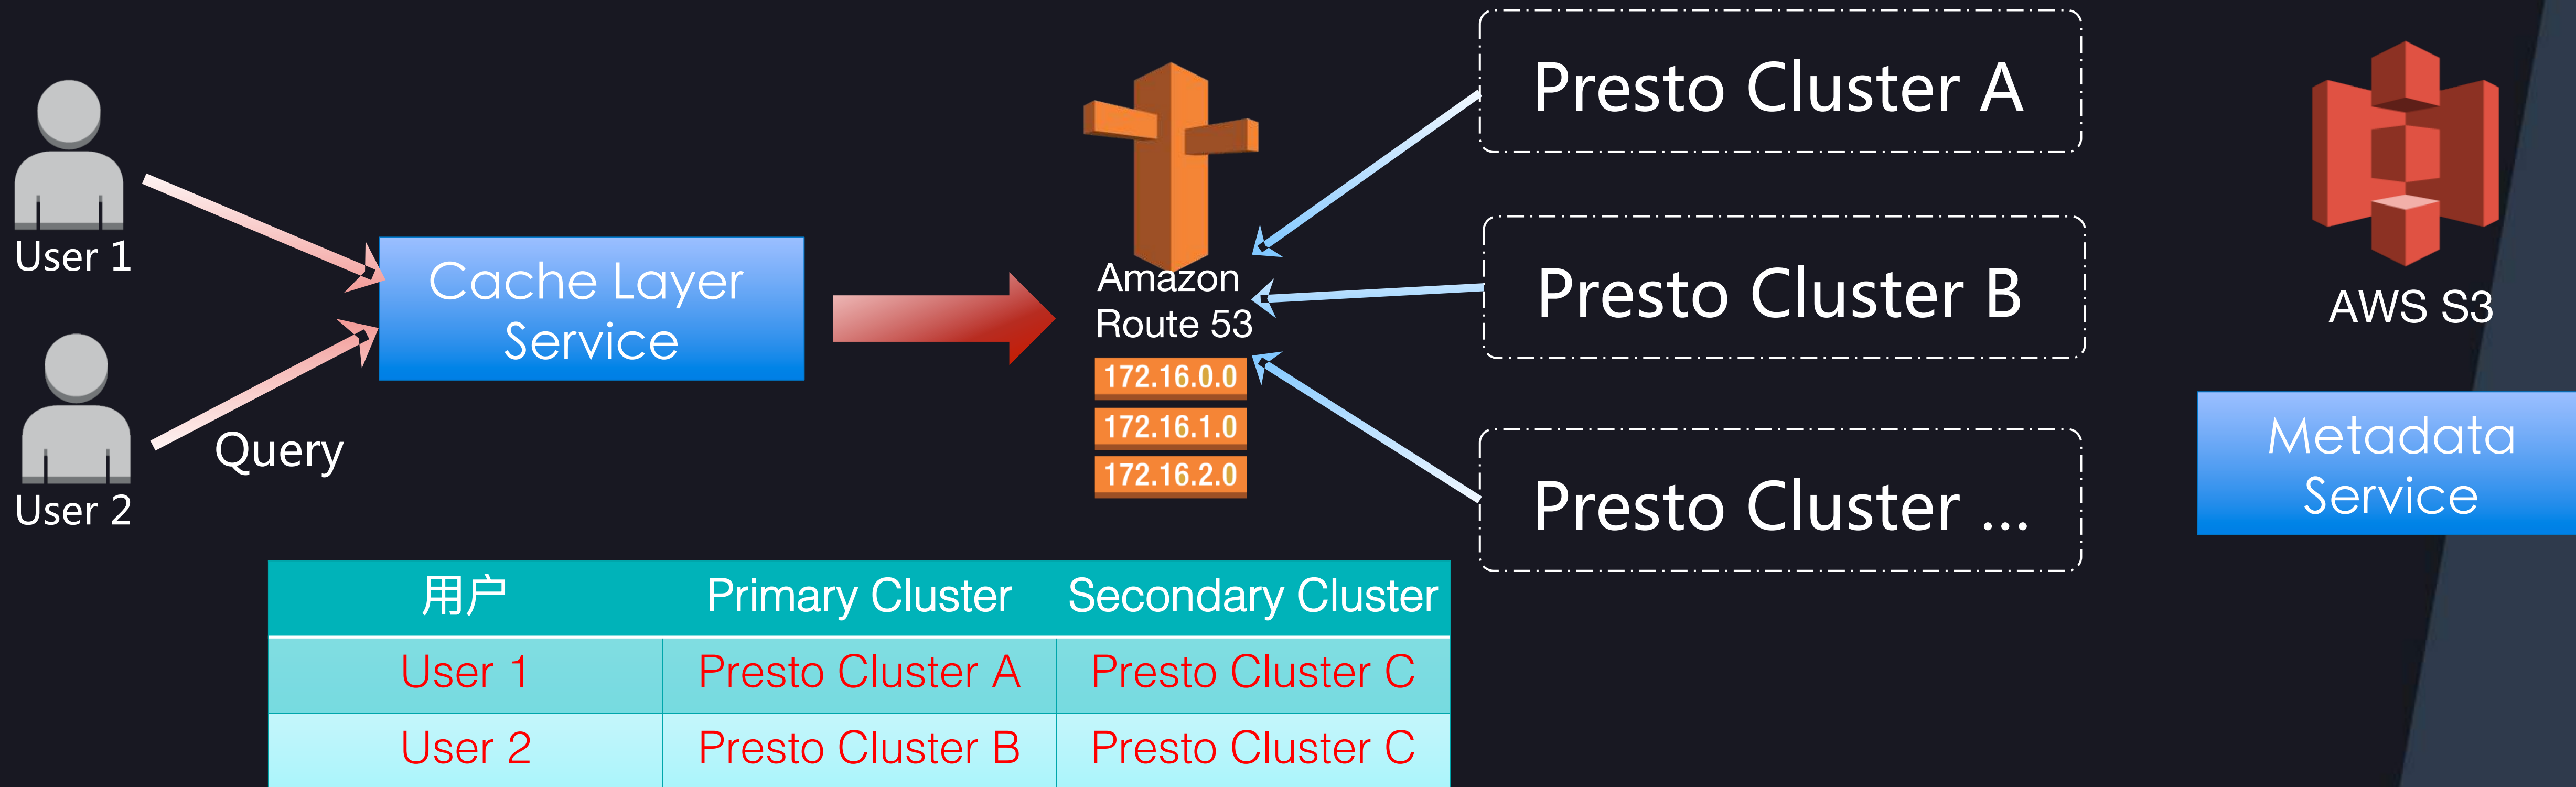 User 1
User 2
Query
Cache Layer
Service
Amazon
Route 53
172.16.0.0
172.16.1.0
172.16.2.0
Presto Cluster A
Presto Cluster B
Presto Cluster ...
AWS S3
Metadata
Service
用户 Primary Cluster Secondary Cluster
User 1 Presto Cluster A Presto Cluster C
User 2 Presto Cluster B Presto Cluster C